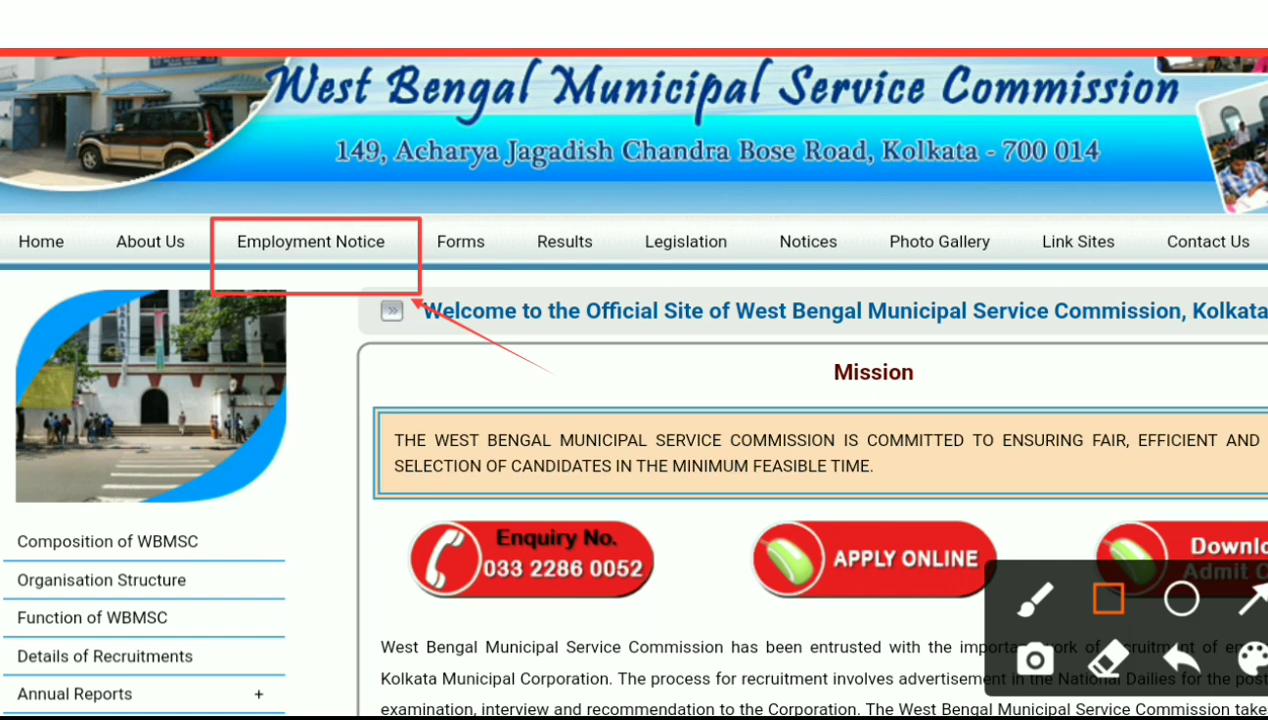 West Bengal Municipal Service Commission
149, Acharya Jagadish Chandra Bose Road, Kolkata - 700 014
Home About Us Employment Notice Forms Results Legislation Notices Photo Gallery Link Sites Contact Us
Welcome to the Official Site of West Bengal Municipal Service Commission, Kolkata
Mission
THE WEST BENGAL MUNICIPAL SERVICE COMMISSION IS COMMITTED TO ENSURING FAIR, EFFICIENT AND
SELECTION OF CANDIDATES IN THE MINIMUM FEASIBLE TIME.
Enquiry No.
033 2286 0052
APPLY ONLINE
Downlo
Admit C
Composition of WBMSC
Organisation Structure
Function of WBMSC
Details of Recruitments
Annual Reports +
West Bengal Municipal Service Commission has been entrusted with the of
Kolkata Municipal Corporation. The process for recruitment involves advertisement in the National Dailies for the post
examination, interview and recommendation to the Corporation. The West Bengal Municipal Service Commission take